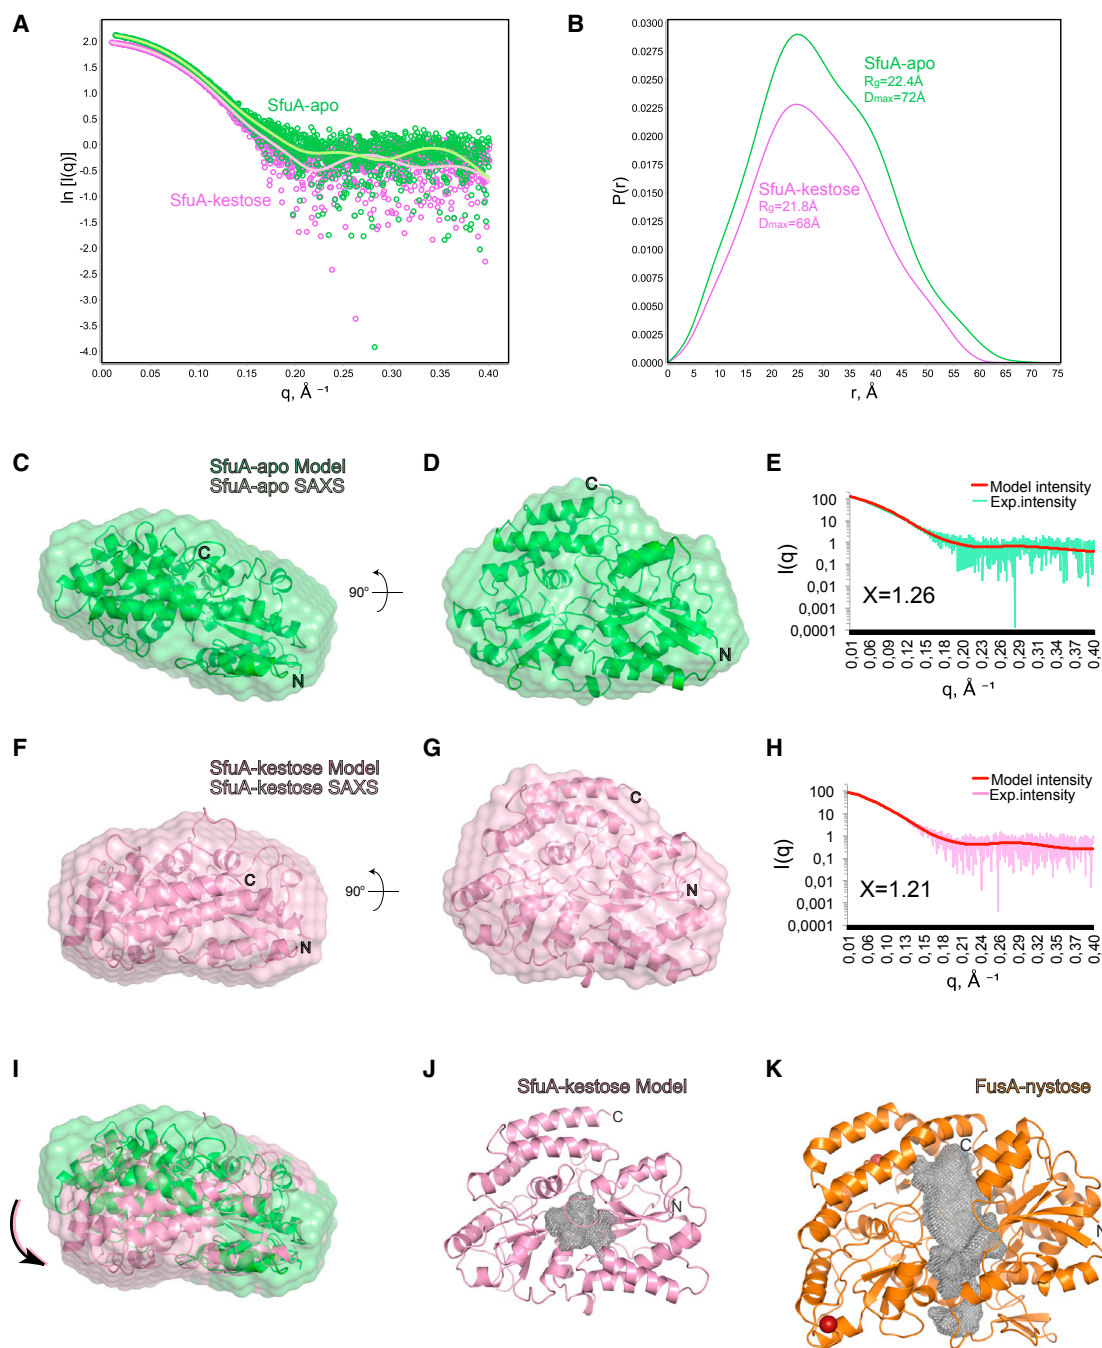 A
ln [I(q)]
2.0
1.5
1.0
0.5
0.0
-0.5
-1.0
-1.5
-2.0
-2.5
-3.0
-3.5
-4.0
SfuA-apo
SfuA-kestose
0.00 0.05 0.10 0.15 0.20 0.25 0.30 0.35 0.40
q, Å ⁻¹
B
P(r)
0.0300
0.0275
0.0250
0.0225
0.0200
0.0175
0.0150
0.0125
0.0100
0.0075
0.0050
0.0025
0.0000
SfuA-apo
Rg=22.4Å
Dmax=72Å
SfuA-kestose
Rg=21.8Å
Dmax=68Å
0 5 10 15 20 25 30 35 40 45 50 55 60 65 70 75
r, Å
C
SfuA-apo Model
SfuA-apo SAXS
C
N
90°
D
C
N
E
Model intensity
Exp.intensity
I(q)
100
10
1
0,1
0,01
0,001
0,0001
X=1.26
0,01 0,06 0,09 0,12 0,15 0,18 0,20 0,23 0,26 0,29 0,31 0,34 0,37 0,40
q, Å ⁻¹
F
SfuA-kestose Model
SfuA-kestose SAXS
C
N
90°
G
C
N
H
Model intensity
Exp.intensity
I(q)
100
10
1
0,1
0,01
0,001
0,0001
X=1.21
0,01 0,06 0,10 0,13 0,15 0,18 0,21 0,24 0,26 0,29 0,32 0,35 0,37 0,40
q, Å ⁻¹
I
J
SfuA-kestose Model
C
N
K
FusA-nystose
C
N